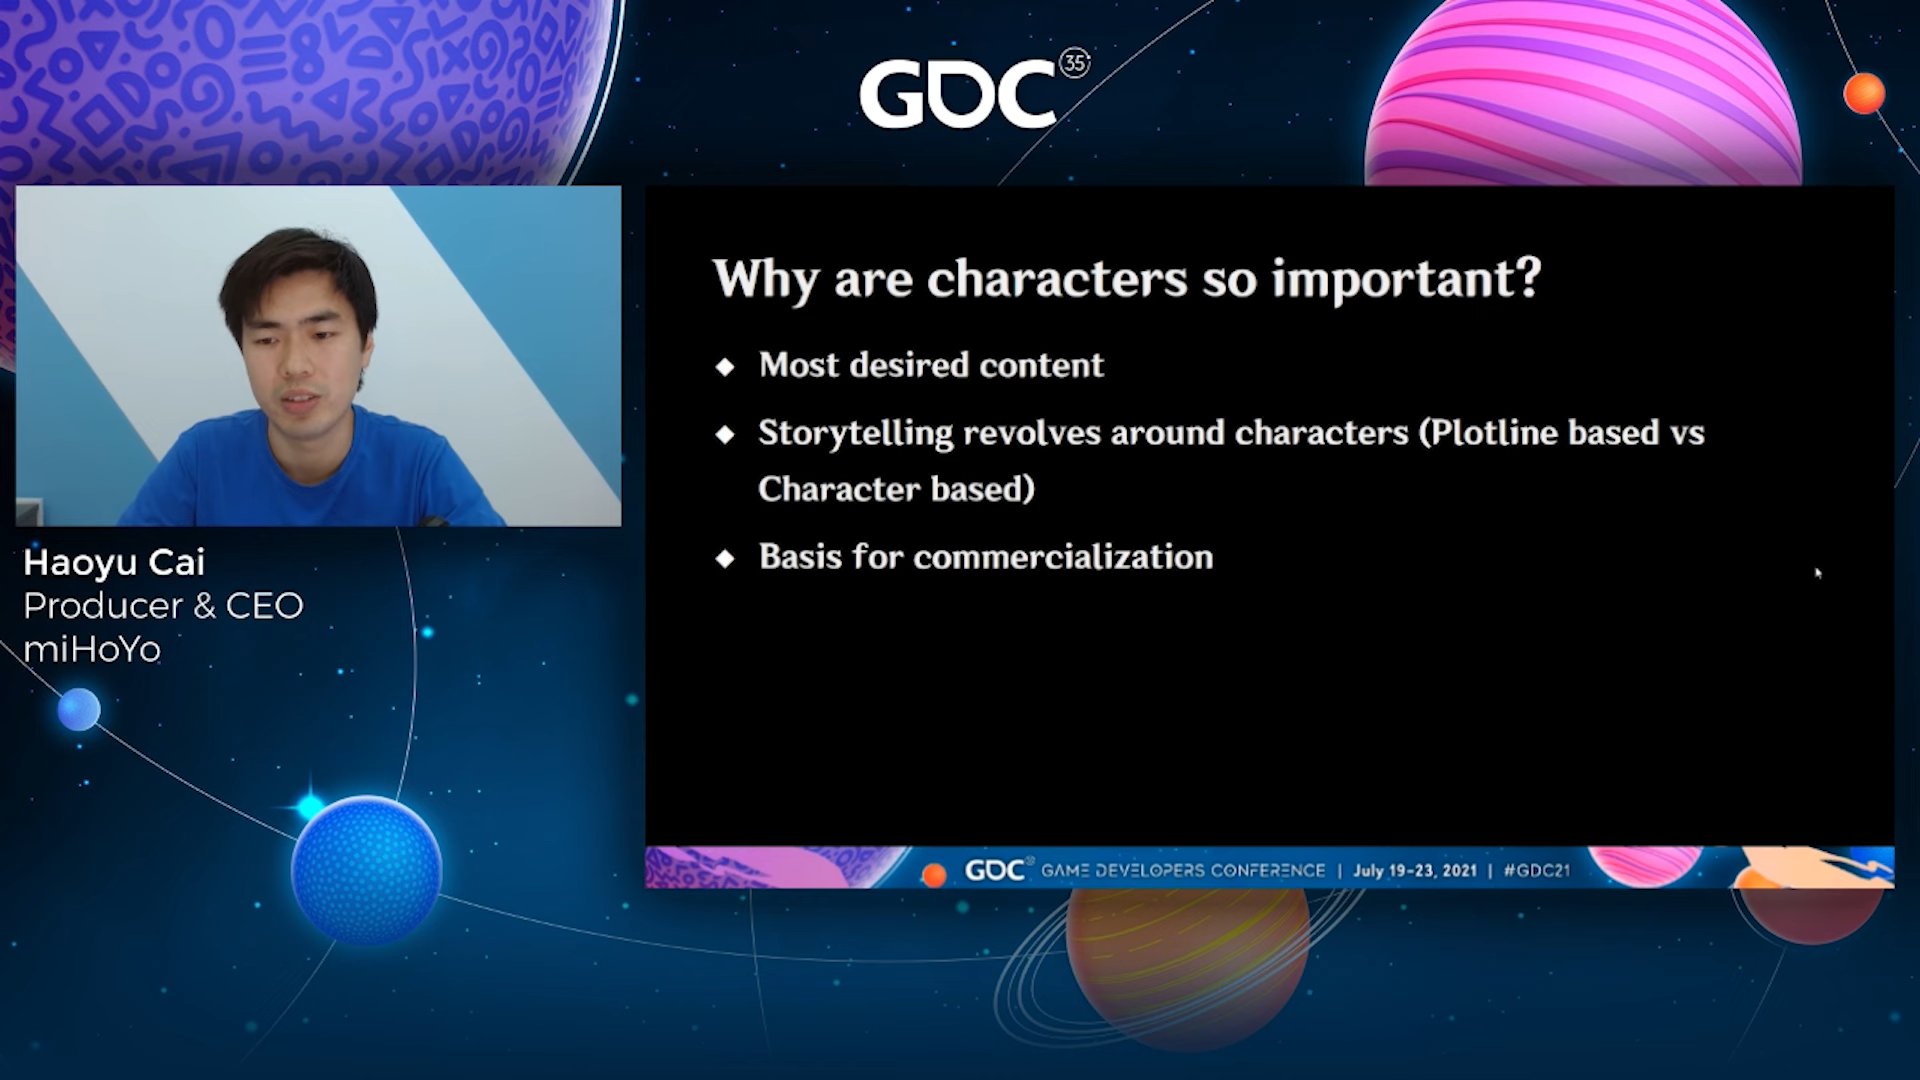 GDC 35
Why are characters so important?
Most desired content
Storytelling revolves around characters (Plotline based vs
Character based)
Basis for commercialization
Haoyu Cai
Producer & CEO
miHoYo
GDC GAME DEVELOPERS CONFERENCE | July 19-23, 2021 | #GDC21